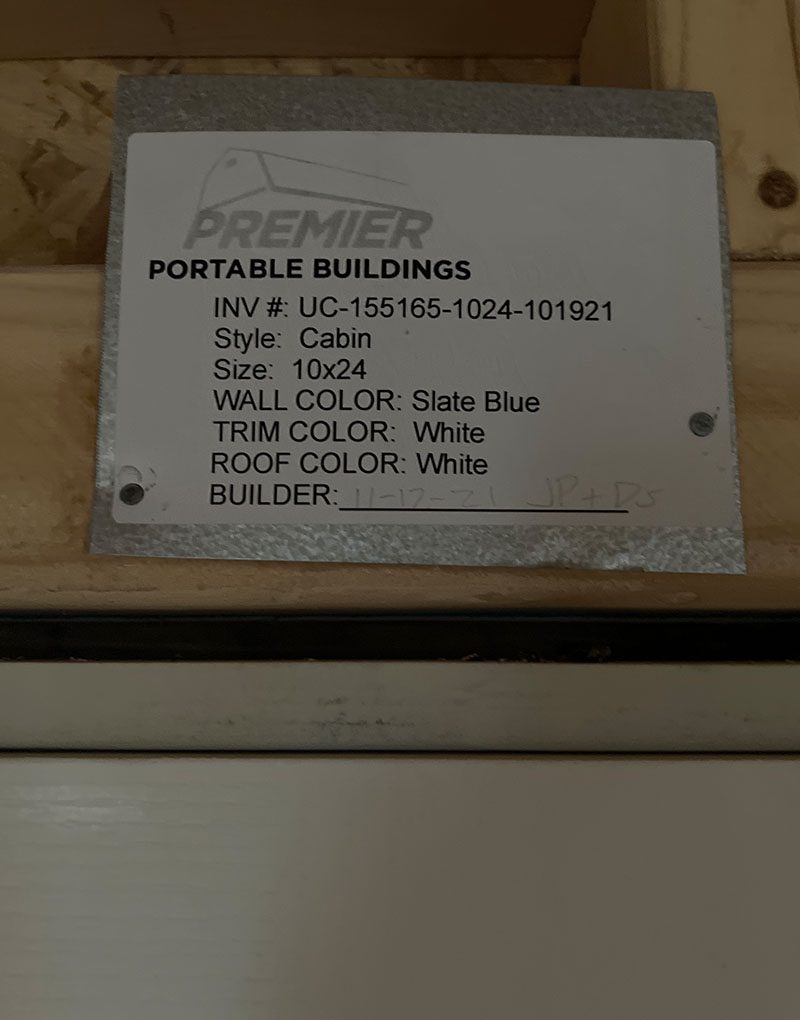 PREMIER
PORTABLE BUILDINGS
INV #: UC-155165-1024-101921
Style: Cabin
Size: 10x24
WALL COLOR: Slate Blue
TRIM COLOR: White
ROOF COLOR: White
BUILDER: 11-17-21 JP + DS